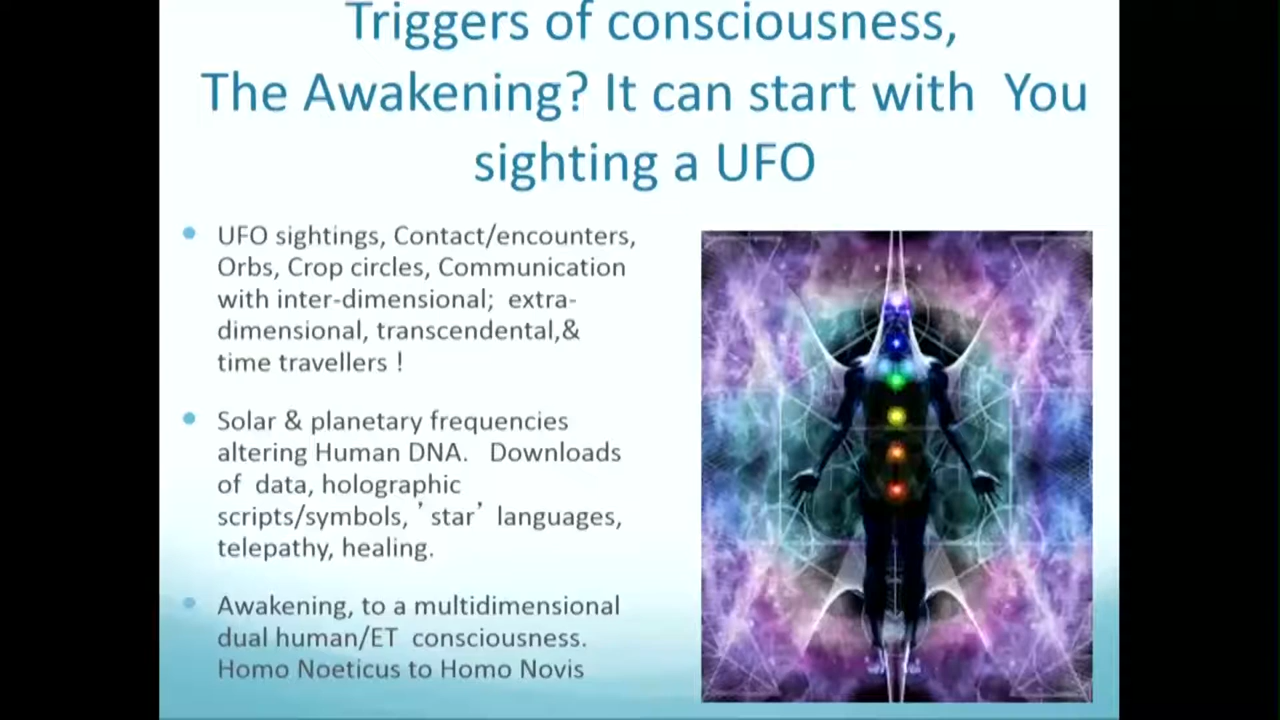 Triggers of consciousness,
The Awakening? It can start with You
sighting a UFO
UFO sightings, Contact/encounters,
Orbs, Crop circles, Communication
with inter-dimensional; extra-
dimensional, transcendental,&
time travellers !
Solar & planetary frequencies
altering Human DNA. Downloads
of data, holographic
scripts/symbols, 'star' languages,
telepathy, healing.
Awakening, to a multidimensional
dual human/ET consciousness.
Homo Noeticus to Homo Novis